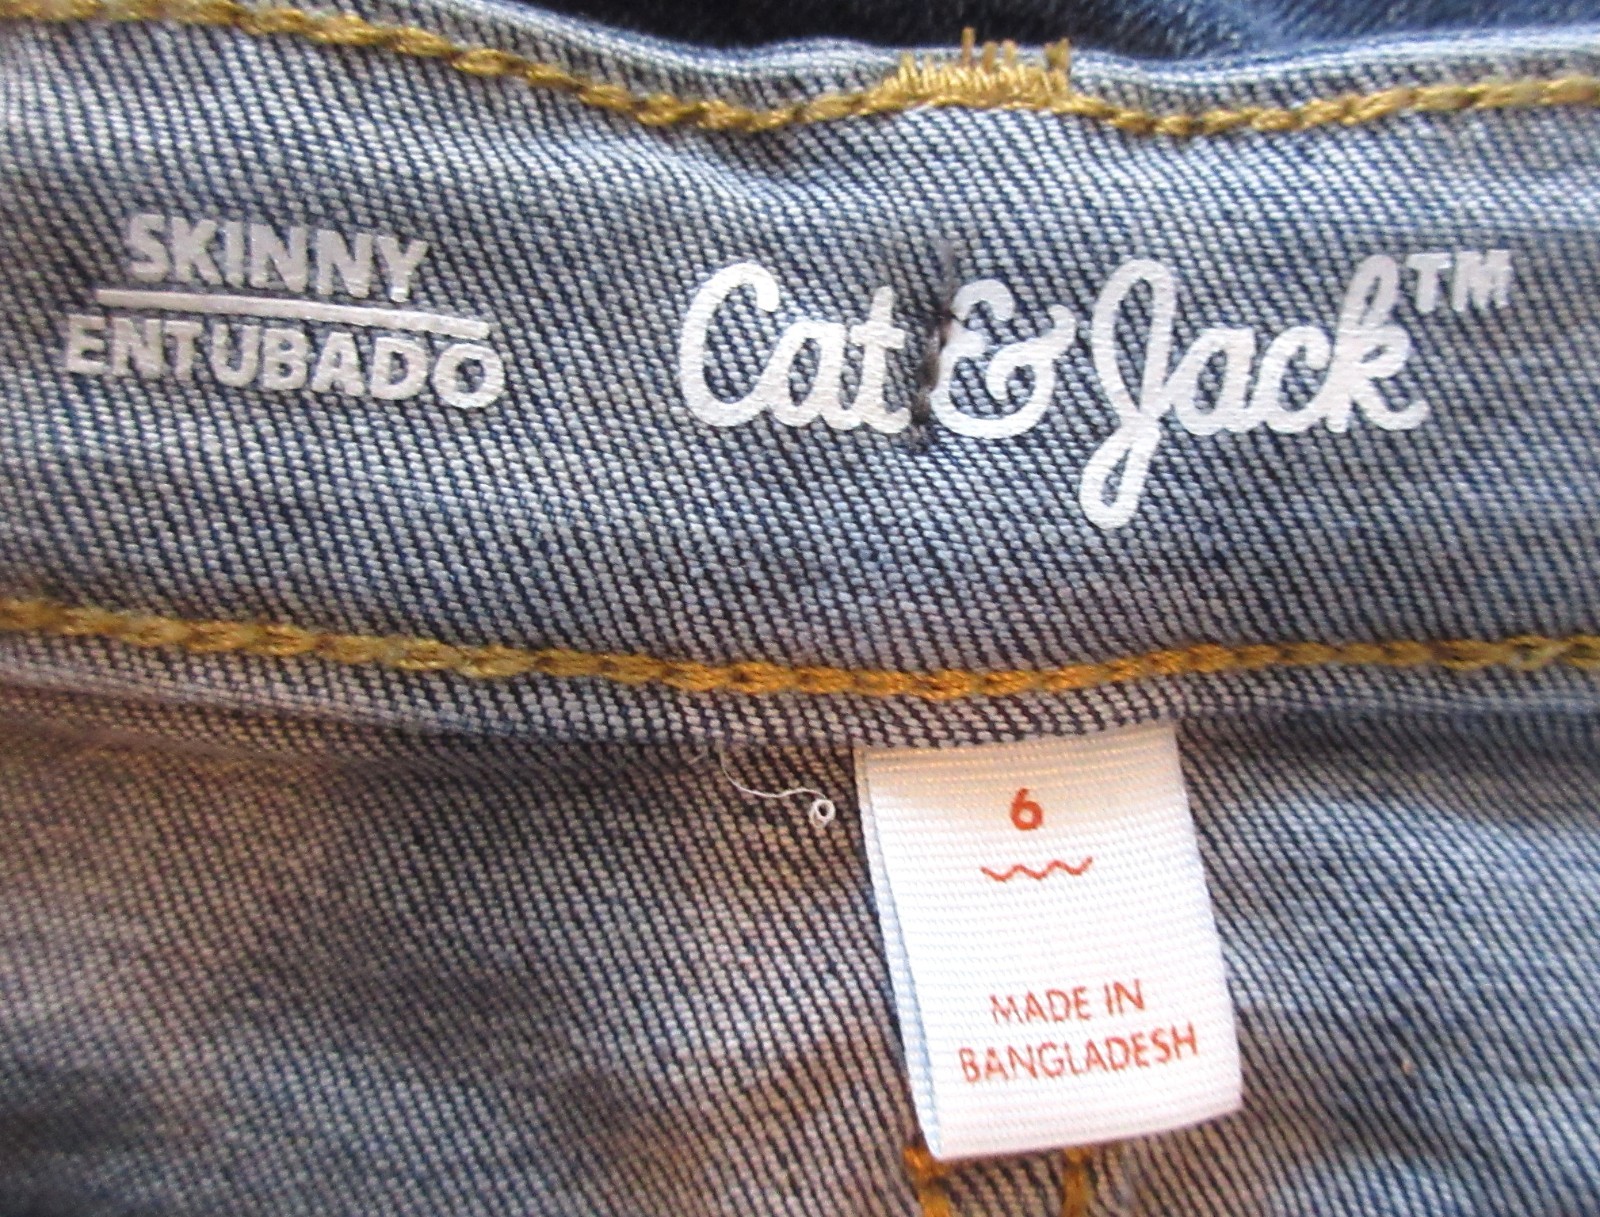 SKINNY
ENTUBADO
Cat & Jack™
6
MADE IN
BANGLADESH